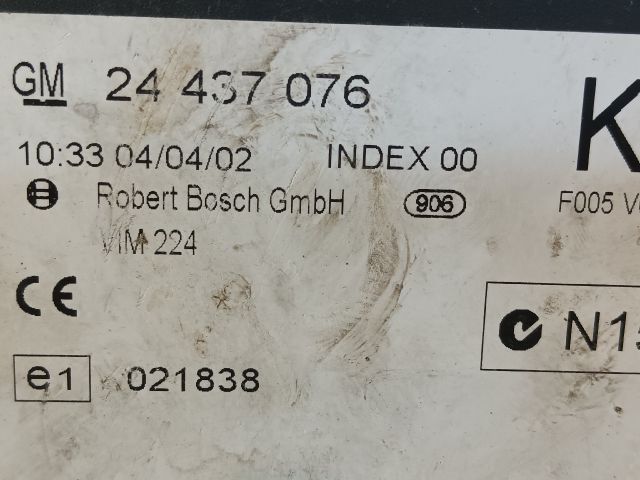 GM 24 437 076
K
10:33 04/04/02 INDEX 00
Robert Bosch GmbH 906 F005 V
VIM 224
CE
N1
e1 021838